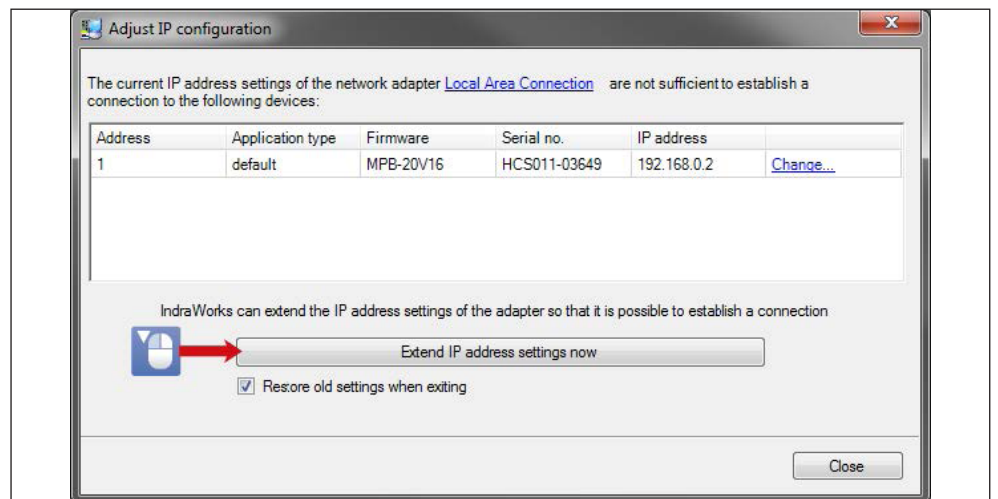 Adjust IP configuration
The current IP address settings of the network adapter Local Area Connection are not sufficient to establish a
connection to the following devices:
Address Application type Firmware Serial no. IP address
1 default MPB-20V16 HCS011-03649 192.168.0.2 Change...
IndraWorks can extend the IP address settings of the adapter so that it is possible to establish a connection
Extend IP address settings now
Restore old settings when exiting
Close